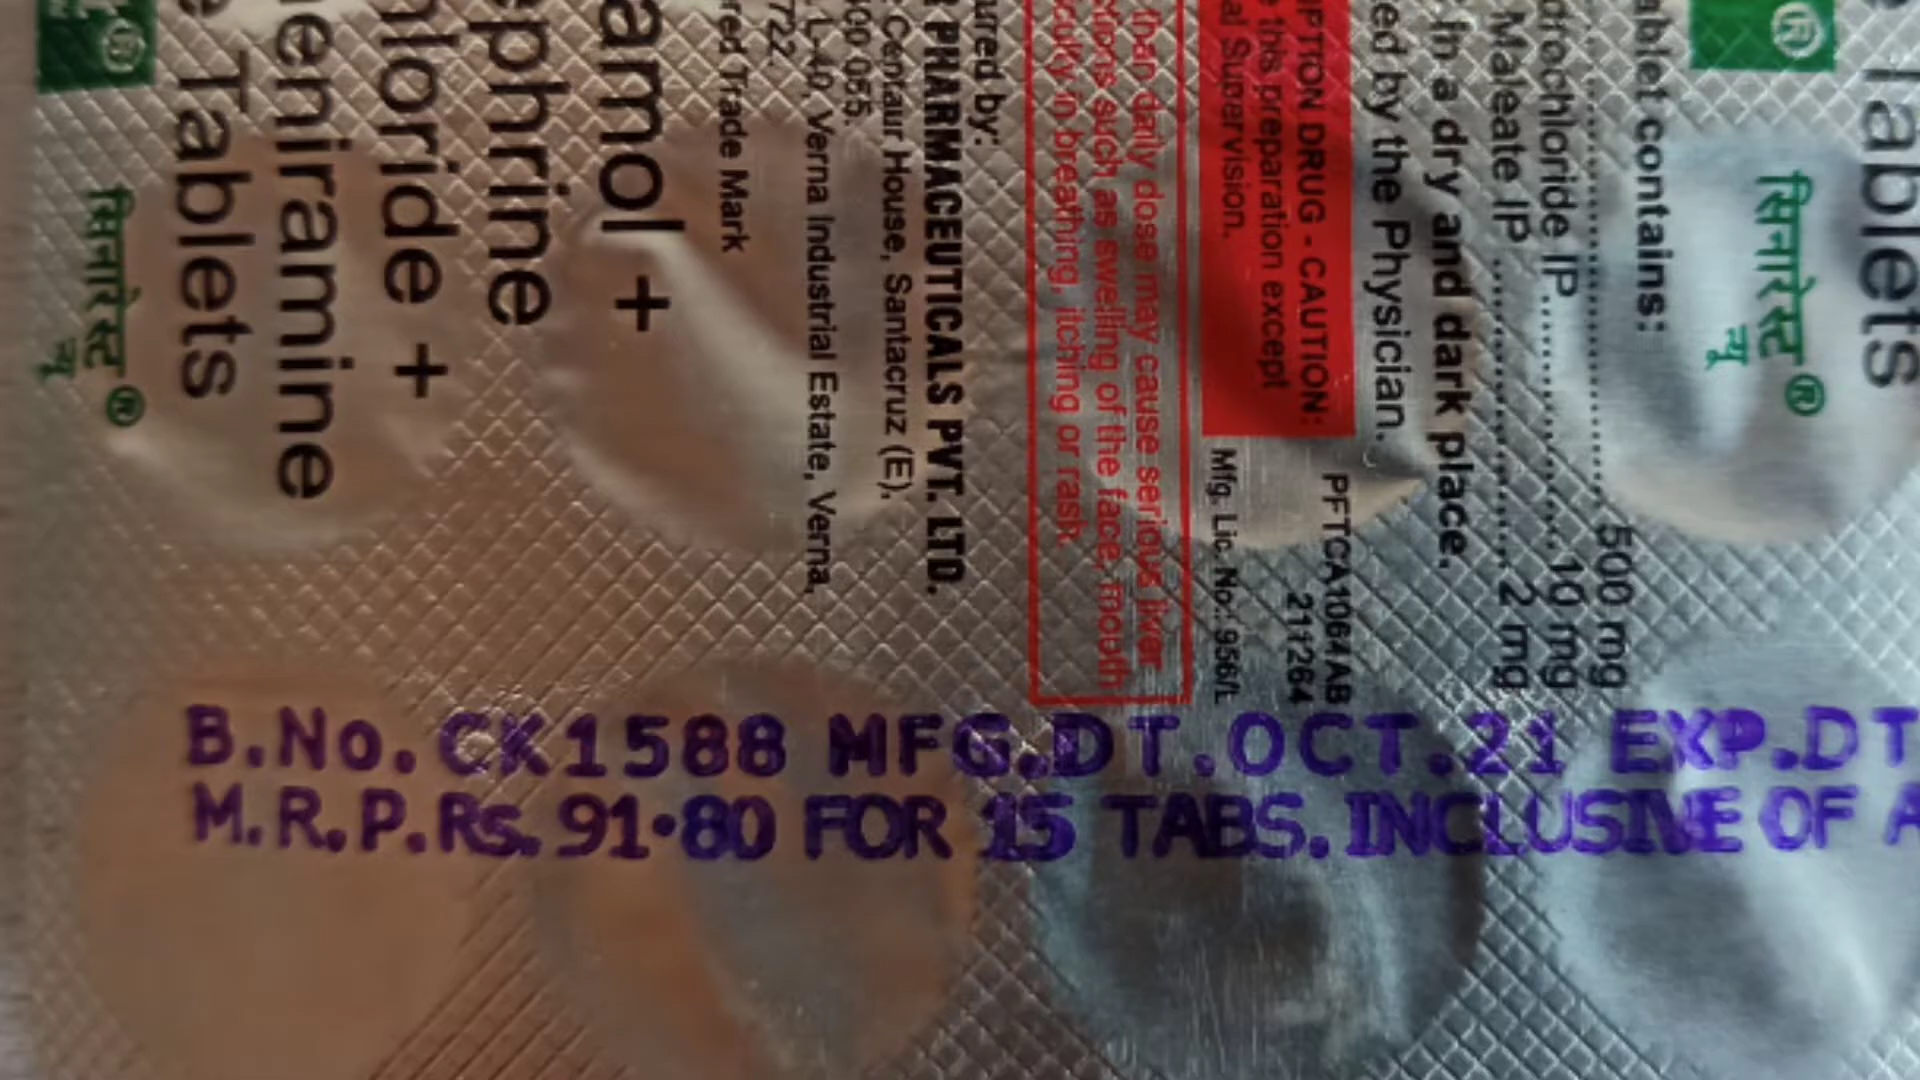 Tablets
सिनारेस्ट®
न्यू
ablet contains:
..........500 mg
drochloride IP..........10 mg
Maleate IP..........2 mg
in a dry and dark place.
ed by the Physician.
IPTION DRUG - CAUTION:
this preparation except
al Supervision.
PFTCA1064AB
211264
Mfg. Lic. No.: 956/L
than daily dose may cause serious liver
ctions such as swelling of the face, mouth
culty in breathing, itching or rash.
ured by:
R PHARMACEUTICALS PVT. LTD.
Centaur House, Santacruz (E),
400 055.
L-40, Verna Industrial Estate, Verna,
722.
red Trade Mark
amol +
ephrine
hloride +
eniramine
e Tablets
सिनारेस्ट®
न्यू
B.No. CK1588 MFG.DT.OCT.21 EXP.DT
M.R.P.Rs. 91.80 FOR 15 TABS. INCLUSIVE OF A